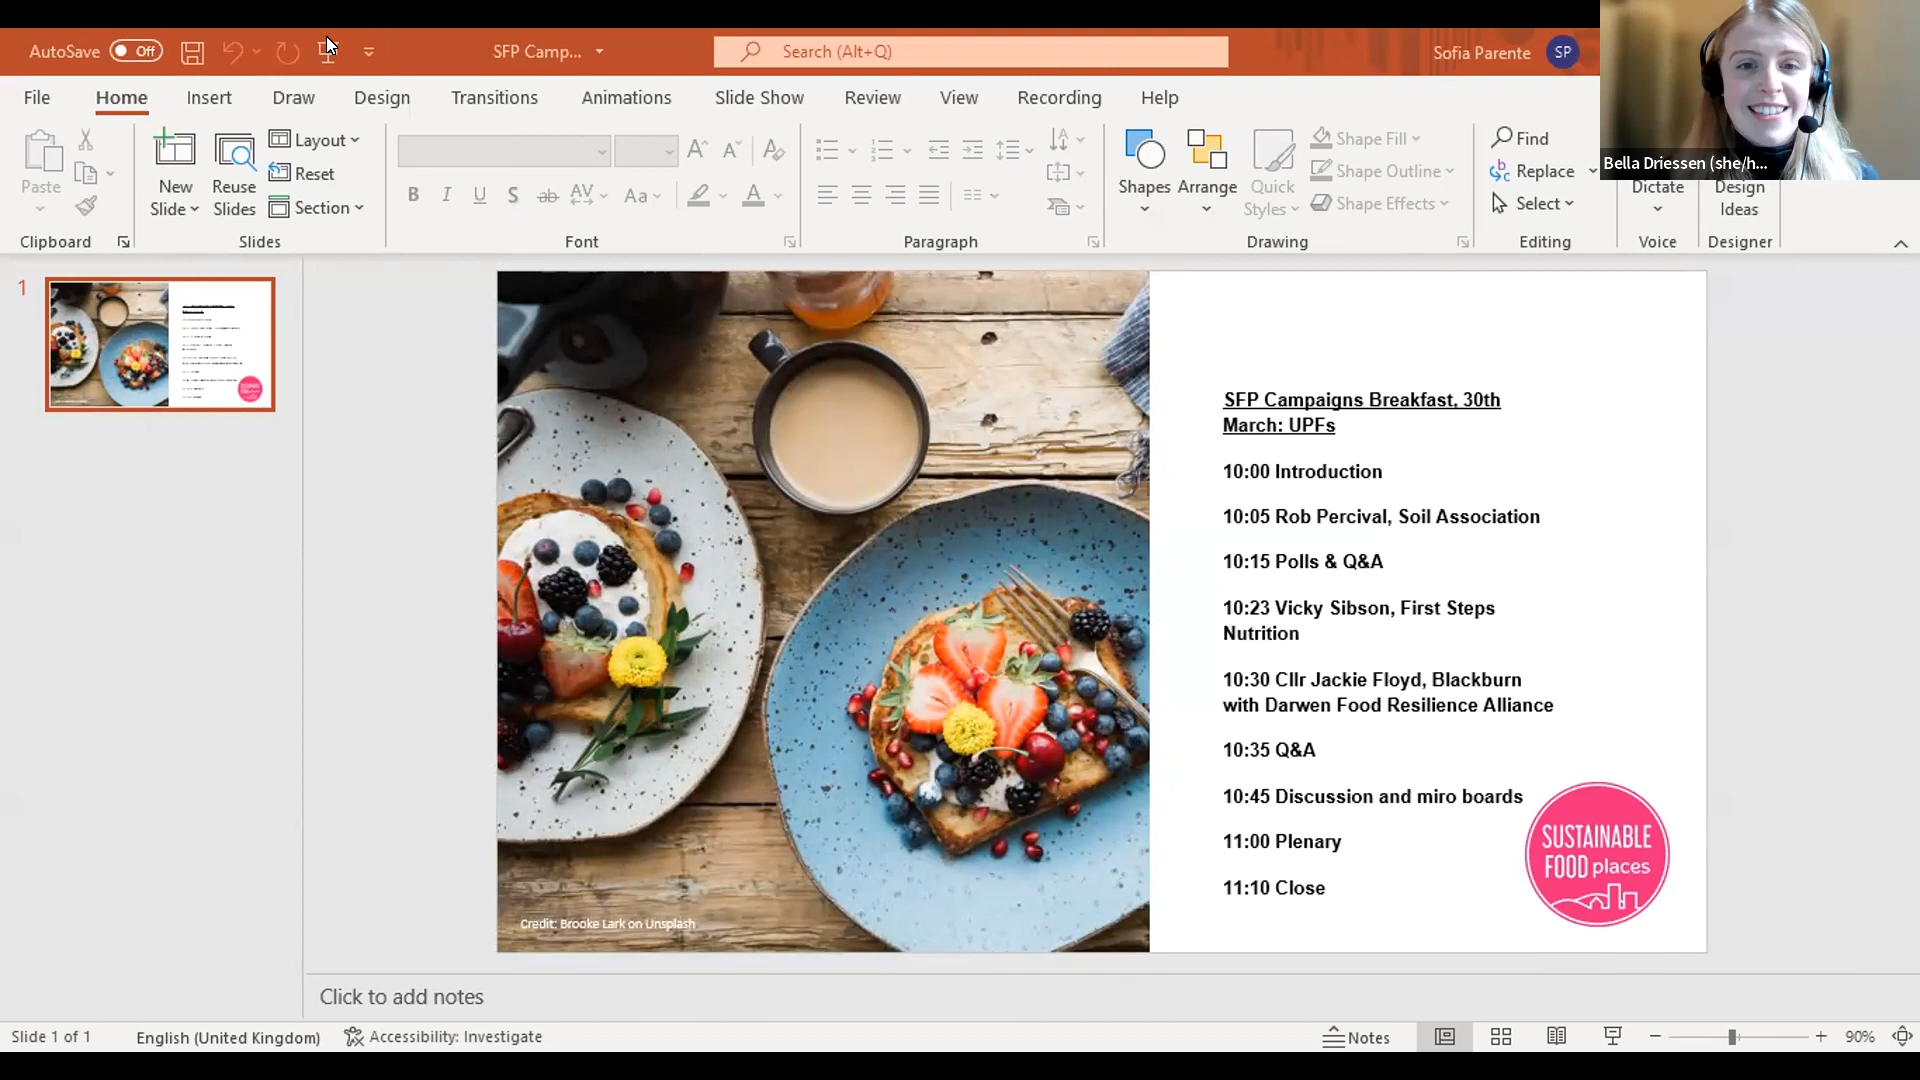 AutoSave Off
SFP Camp...
Search (Alt+Q)
Sofia Parente SP
File Home Insert Draw Design Transitions Animations Slide Show Review View Recording Help
Paste
New
Slide
Reuse
Slides
Layout
Reset
Section
B I U S ab AV Aa A
Shapes
Arrange
Quick
Styles
Shape Fill
Shape Outline
Shape Effects
Find
Replace
Select
Dictate
Design
Ideas
Clipboard Slides Font Paragraph Drawing Editing Voice Designer
Bella Driessen (she/h...
1
SFP Campaigns Breakfast, 30th
March: UPFs
10:00 Introduction
10:05 Rob Percival, Soil Association
10:15 Polls & Q&A
10:23 Vicky Sibson, First Steps
Nutrition
10:30 Cllr Jackie Floyd, Blackburn
with Darwen Food Resilience Alliance
10:35 Q&A
10:45 Discussion and miro boards
11:00 Plenary
11:10 Close
SUSTAINABLE
FOOD places
Credit: Brooke Lark on Unsplash
Click to add notes
Slide 1 of 1 English (United Kingdom) Accessibility: Investigate Notes 90%